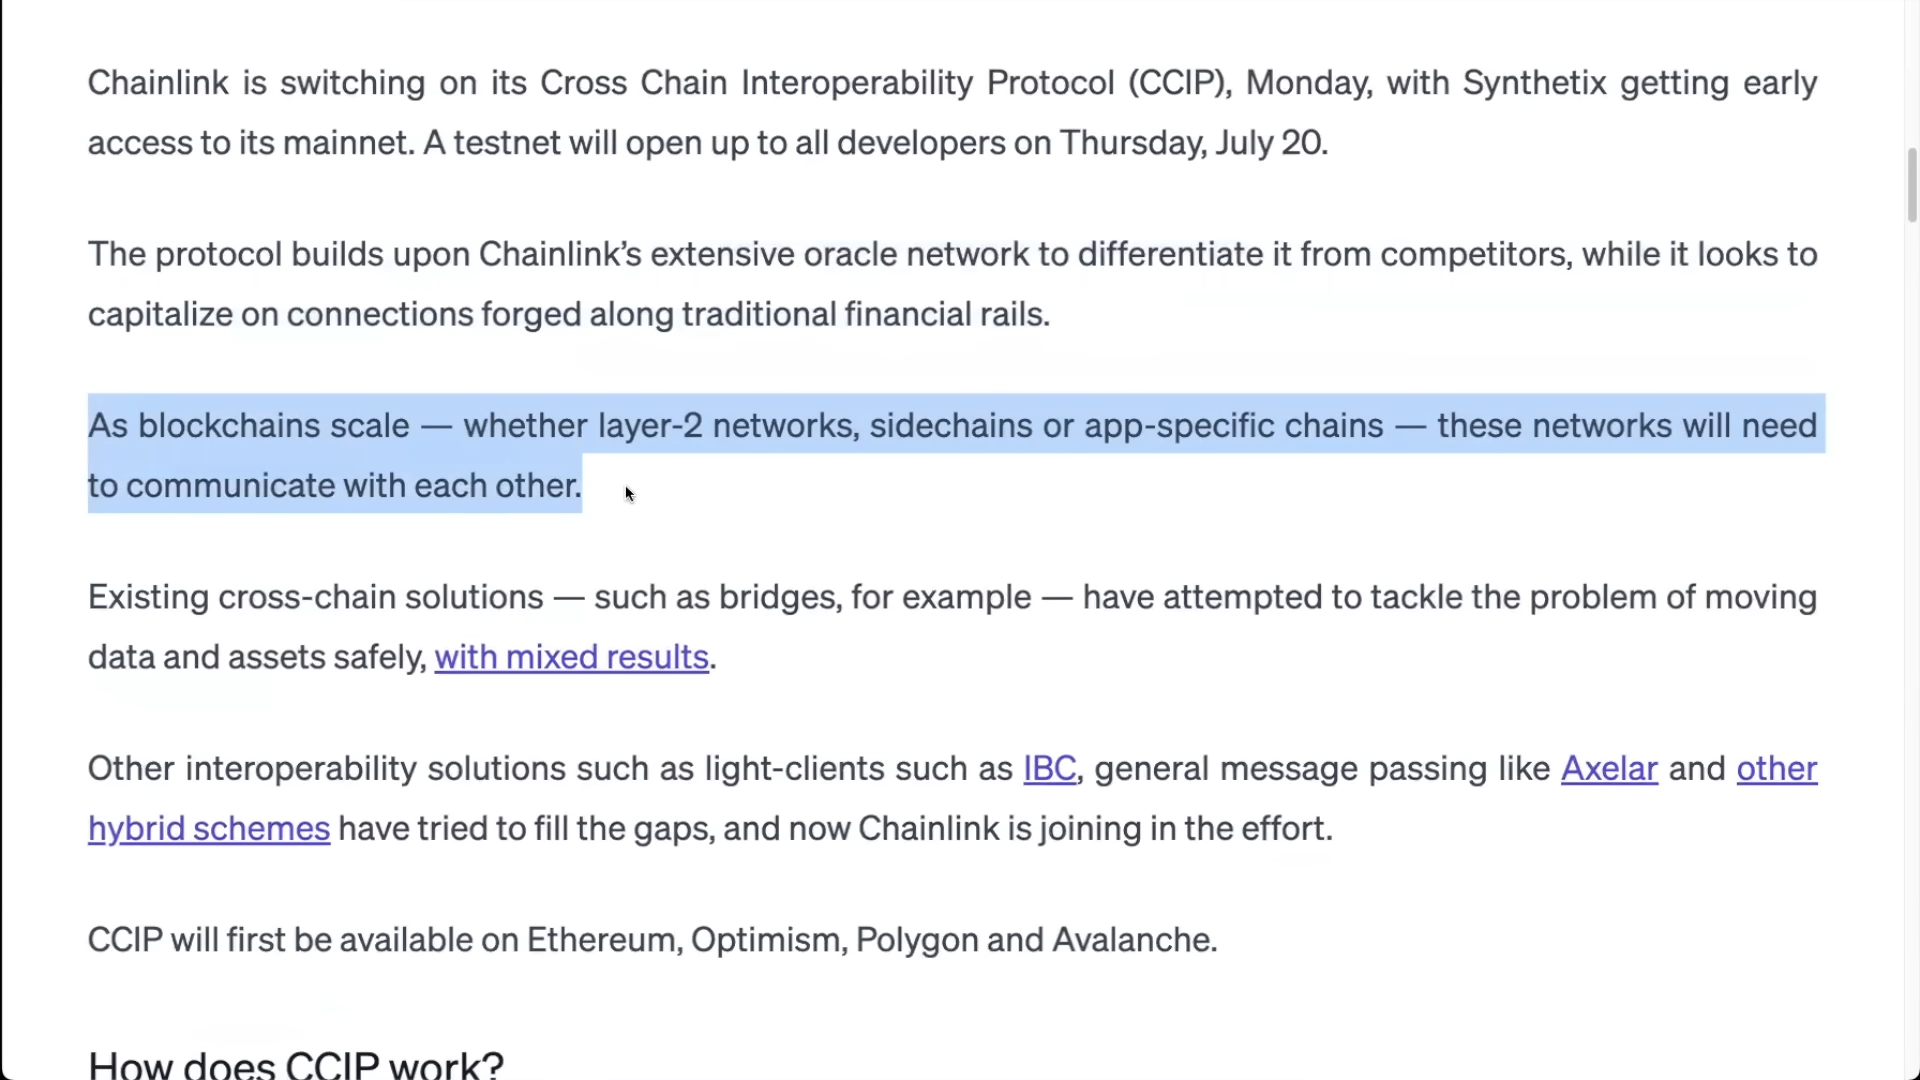 Chainlink is switching on its Cross Chain Interoperability Protocol (CCIP), Monday, with Synthetix getting early
access to its mainnet. A testnet will open up to all developers on Thursday, July 20.
The protocol builds upon Chainlink’s extensive oracle network to differentiate it from competitors, while it looks to
capitalize on connections forged along traditional financial rails.
As blockchains scale — whether layer-2 networks, sidechains or app-specific chains — these networks will need
to communicate with each other.
Existing cross-chain solutions — such as bridges, for example — have attempted to tackle the problem of moving
data and assets safely, with mixed results.
Other interoperability solutions such as light-clients such as IBC, general message passing like Axelar and other
hybrid schemes have tried to fill the gaps, and now Chainlink is joining in the effort.
CCIP will first be available on Ethereum, Optimism, Polygon and Avalanche.
How does CCIP work?